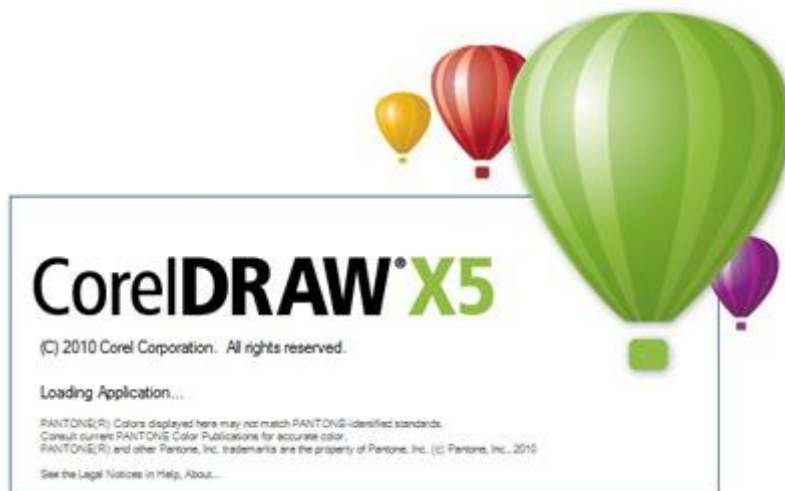 CorelDRAW® X5
(C) 2010 Corel Corporation. All rights reserved.
Loading Application...
PANTONE(R) Colors displayed here may not match PANTONE-identified standards.
Consult current PANTONE Color Publications for accurate color.
PANTONE(R) and other Pantone, Inc. trademarks are the property of Pantone, Inc. (c) Pantone, Inc., 2010
See the Legal Notices in Help, About...